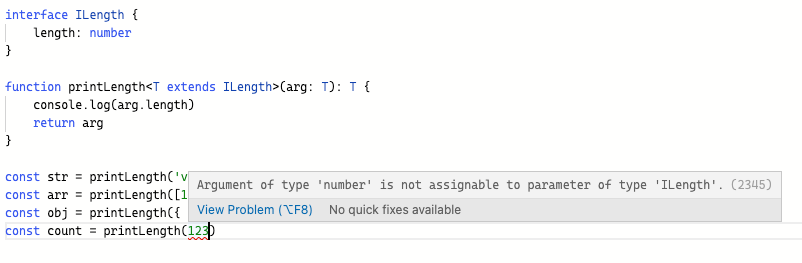 interface ILength {
    length: number
}
function printLength<T extends ILength>(arg: T): T {
    console.log(arg.length)
    return arg
}
const str = printLength('v
const arr = printLength([1
const obj = printLength({
const count = printLength(123)
Argument of type 'number' is not assignable to parameter of type 'ILength'. (2345)
View Problem (⌥F8) No quick fixes available